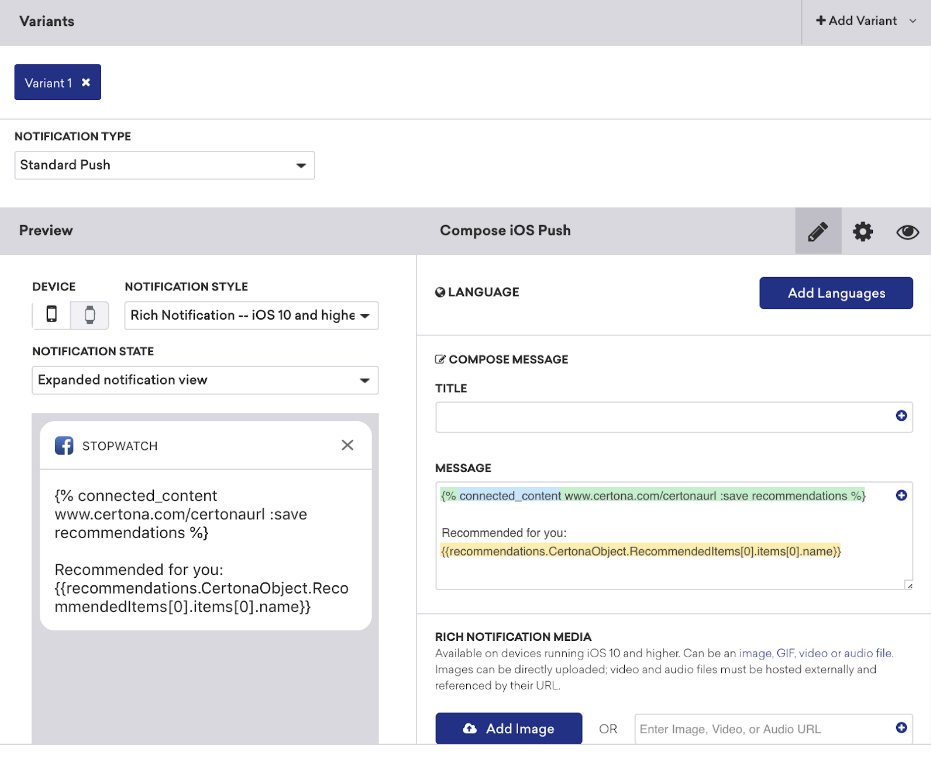 Variants
Add Variant
Variant 1
NOTIFICATION TYPE
Standard Push
Preview
Compose iOS Push
DEVICE
NOTIFICATION STYLE
Rich Notification -- iOS 10 and highe
NOTIFICATION STATE
Expanded notification view
STOPWATCH
{% connected_content
www.certona.com/certonaurl :save
recommendations %}
Recommended for you:
{{recommendations.CertonaObject.Reco
mmendedItems[0].items[0].name}}
LANGUAGE
Add Languages
COMPOSE MESSAGE
TITLE
MESSAGE
{% connected_content www.certona.com/certonaurl :save recommendations %}
Recommended for you:
{{recommendations.CertonaObject.RecommendedItems[0].items[0].name}}
RICH NOTIFICATION MEDIA
Available on devices running iOS 10 and higher. Can be an image, GIF, video or audio file.
Images can be directly uploaded; video and audio files must be hosted externally and
referenced by their URL.
Add Image
OR
Enter Image, Video, or Audio URL